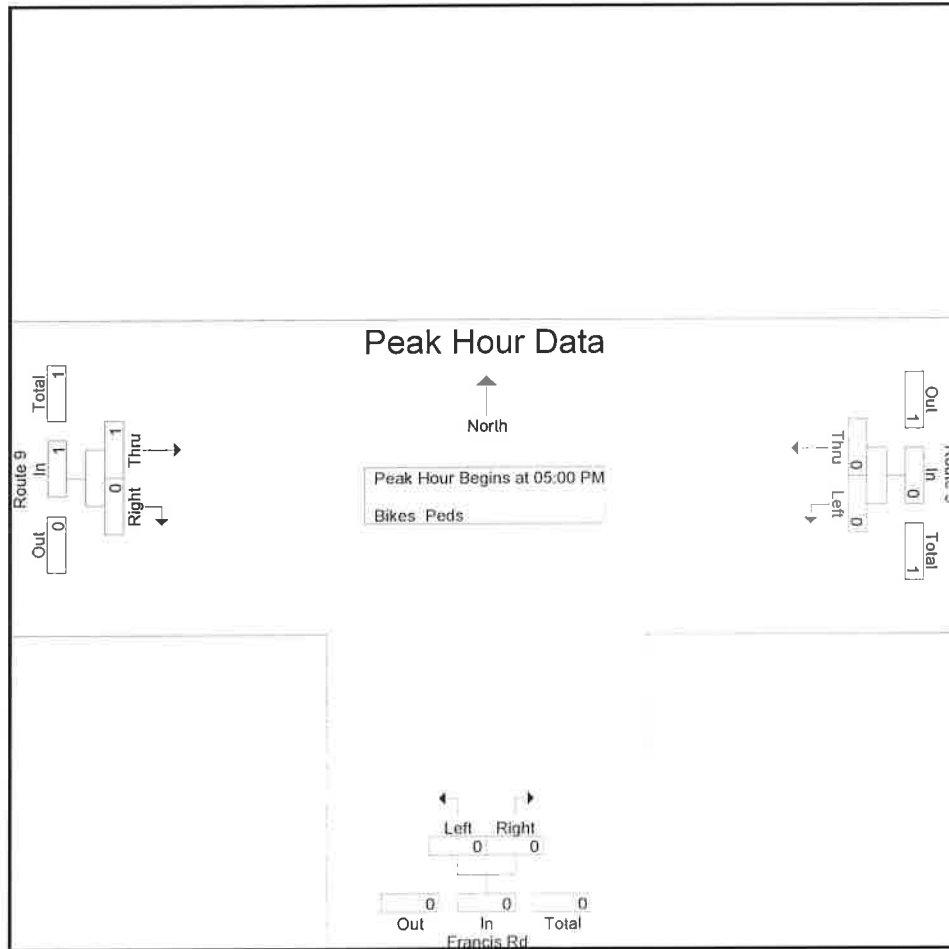 Peak Hour Data
North
Peak Hour Begins at 05:00 PM
Bikes Peds
Route 9
Out In Total
0 1 1
Right Thru
0 1
Out In Total
1 0 1
Thru Left
0 0
Left Right
0 0
0 0 0
Out In Total
Francis Rd